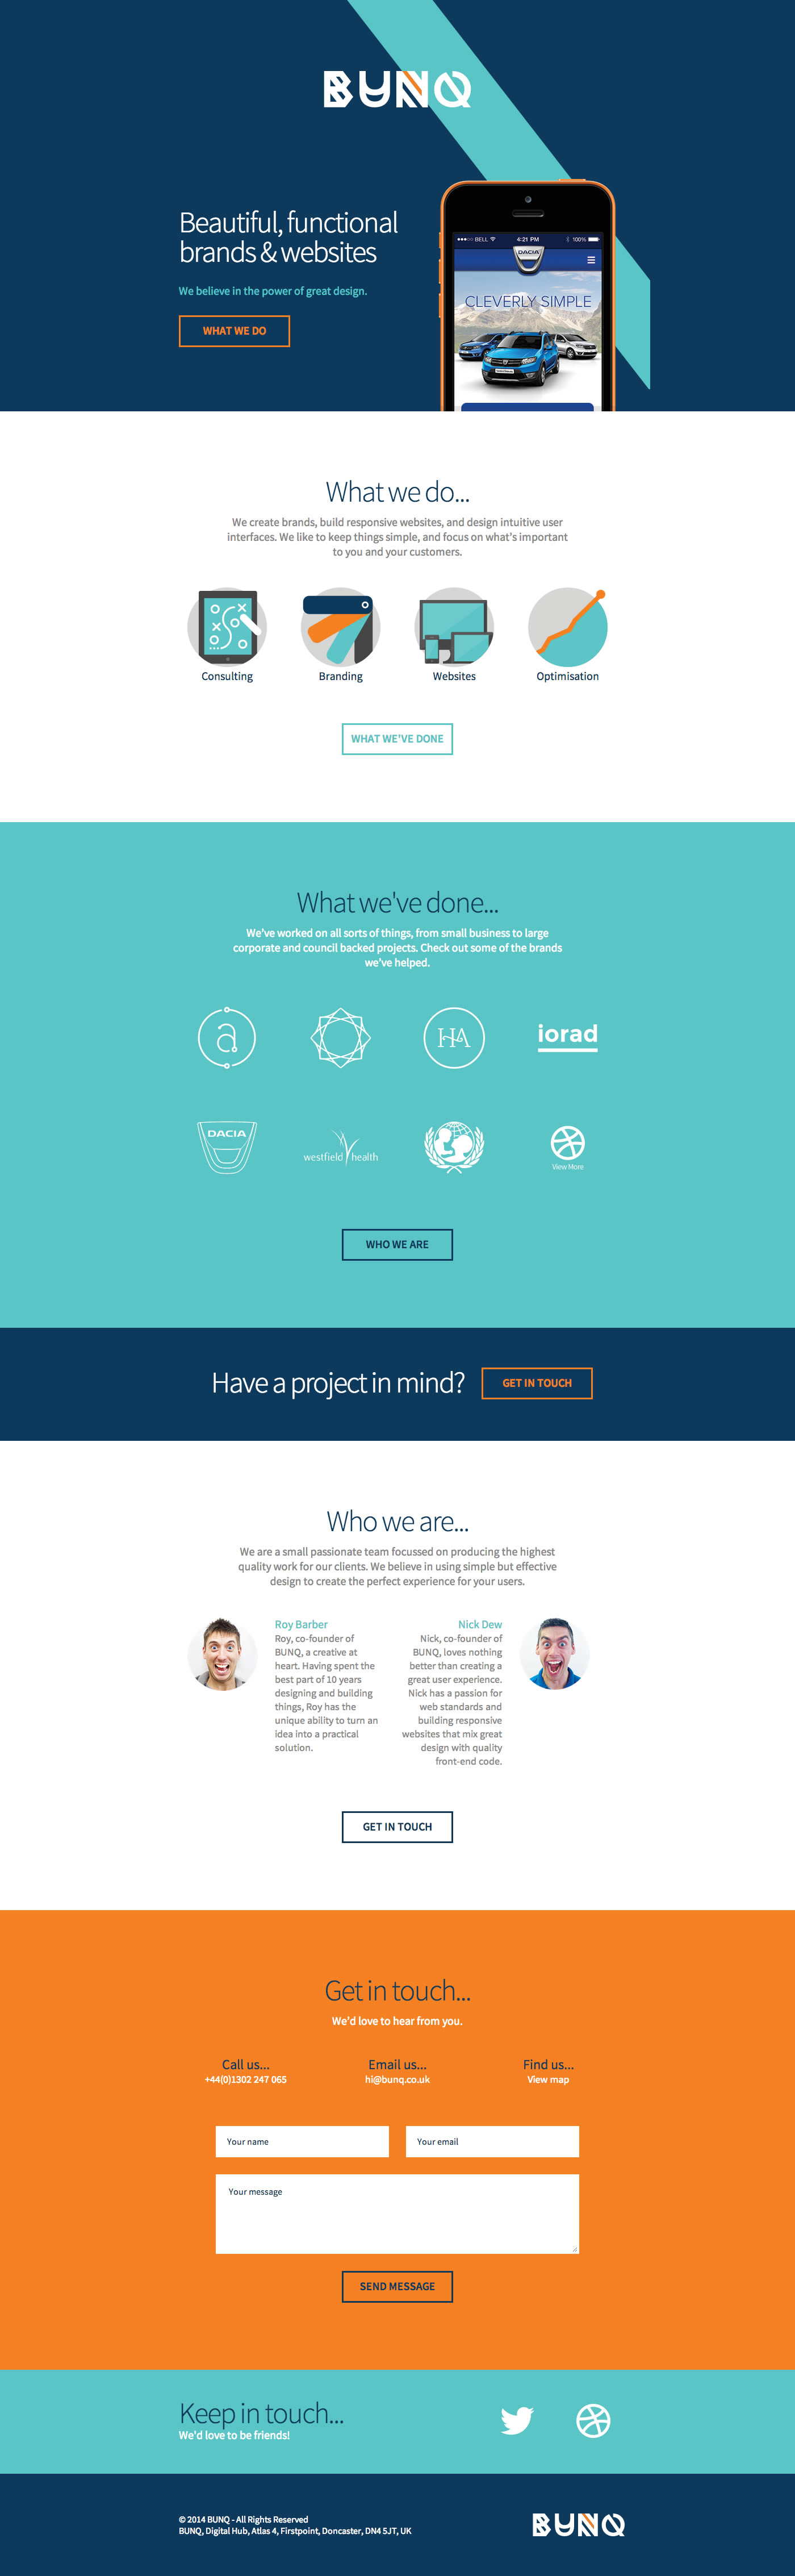 BUNQ
Beautiful, functional
brands & websites
We believe in the power of great design.
WHAT WE DO
BELL 4:21 PM 100%
DACIA
CLEVERLY SIMPLE
What we do...
We create brands, build responsive websites, and design intuitive user
interfaces. We like to keep things simple, and focus on what's important
to you and your customers.
Consulting
Branding
Websites
Optimisation
WHAT WE'VE DONE
What we've done...
We've worked on all sorts of things, from small business to large
corporate and council backed projects. Check out some of the brands
we've helped.
a
HA
iorad
DACIA
westfield health
View More
WHO WE ARE
Have a project in mind?
GET IN TOUCH
Who we are...
We are a small passionate team focussed on producing the highest
quality work for our clients. We believe in using simple but effective
design to create the perfect experience for your users.
Roy Barber
Roy, co-founder of
BUNQ, a creative at
heart. Having spent the
best part of 10 years
designing and building
things, Roy has the
unique ability to turn an
idea into a practical
solution.
Nick Dew
Nick, co-founder of
BUNQ, loves nothing
better than creating a
great user experience.
Nick has a passion for
web standards and
building responsive
websites that mix great
design with quality
front-end code.
GET IN TOUCH
Get in touch...
We'd love to hear from you.
Call us...
+44(0)1302 247 065
Email us...
hi@bunq.co.uk
Find us...
View map
Your name
Your email
Your message
SEND MESSAGE
Keep in touch...
We'd love to be friends!
© 2014 BUNQ - All Rights Reserved
BUNQ, Digital Hub, Atlas 4, Firstpoint, Doncaster, DN4 5JT, UK
BUNQ